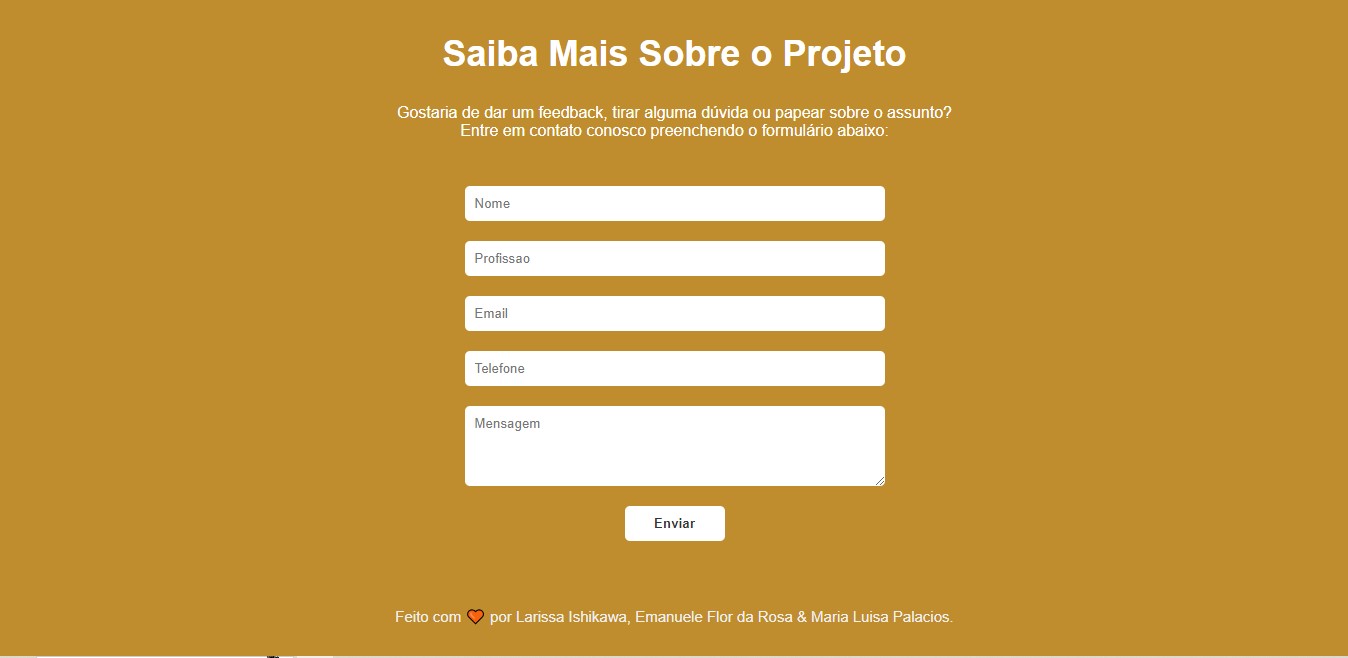 Saiba Mais Sobre o Projeto
Gostaria de dar um feedback, tirar alguma dúvida ou papear sobre o assunto?
Entre em contato conosco preenchendo o formulário abaixo:
Nome
Profissao
Email
Telefone
Mensagem
Enviar
Feito com 🧡 por Larissa Ishikawa, Emanuele Flor da Rosa & Maria Luisa Palacios.